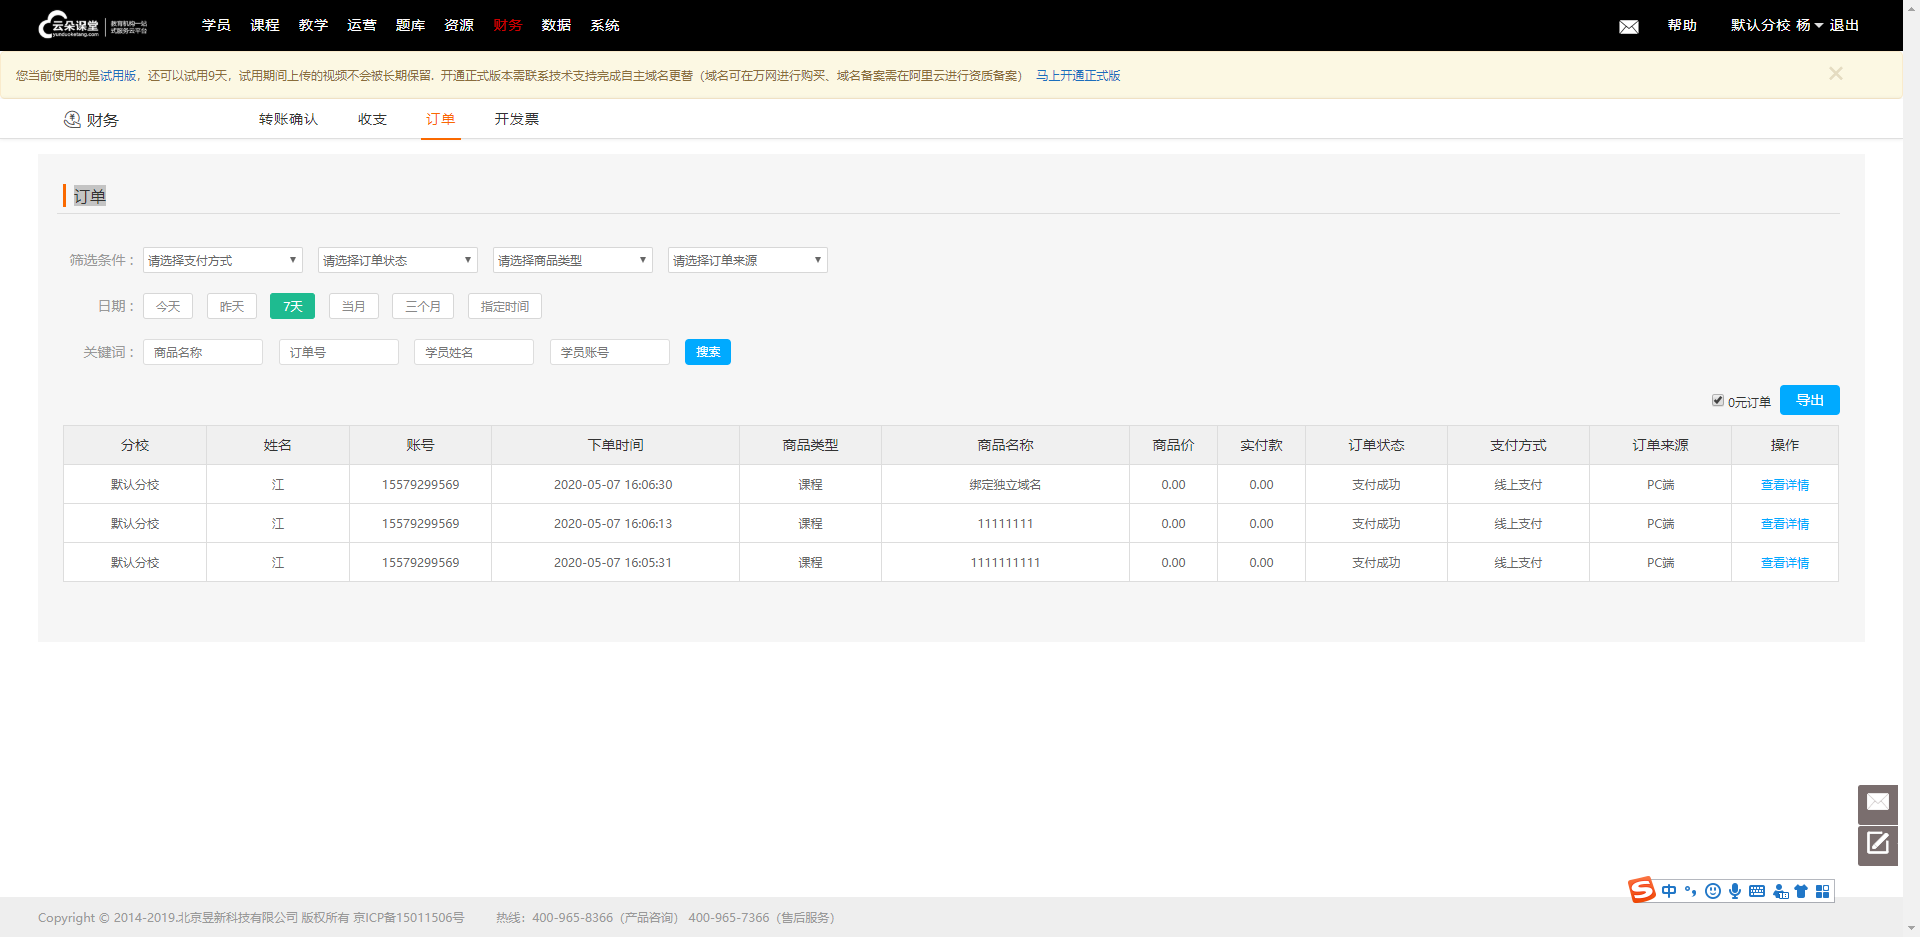 云朵课堂 yunduoketang.com 教育机构一站式服务云平台 学员 课程 教学 运营 题库 资源 财务 数据 系统 帮助 默认分校 杨 退出
您当前使用的是试用版，还可以试用9天，试用期间上传的视频不会被长期保留. 开通正式版本需联系技术支持完成自主域名更替（域名可在万网进行购买、域名备案需在阿里云进行资质备案） 马上开通正式版
财务 转账确认 收支 订单 开发票
订单
筛选条件： 请选择支付方式 请选择订单状态 请选择商品类型 请选择订单来源
日期： 今天 昨天 7天 当月 三个月 指定时间
关键词： 商品名称 订单号 学员姓名 学员账号 搜索
0元订单 导出
分校 姓名 账号 下单时间 商品类型 商品名称 商品价 实付款 订单状态 支付方式 订单来源 操作
默认分校 江 15579299569 2020-05-07 16:06:30 课程 绑定独立域名 0.00 0.00 支付成功 线上支付 PC端 查看详情
默认分校 江 15579299569 2020-05-07 16:06:13 课程 11111111 0.00 0.00 支付成功 线上支付 PC端 查看详情
默认分校 江 15579299569 2020-05-07 16:05:31 课程 1111111111 0.00 0.00 支付成功 线上支付 PC端 查看详情
中
Copyright © 2014-2019.北京昱新科技有限公司 版权所有 京ICP备15011506号 热线：400-965-8366（产品咨询） 400-965-7366（售后服务）